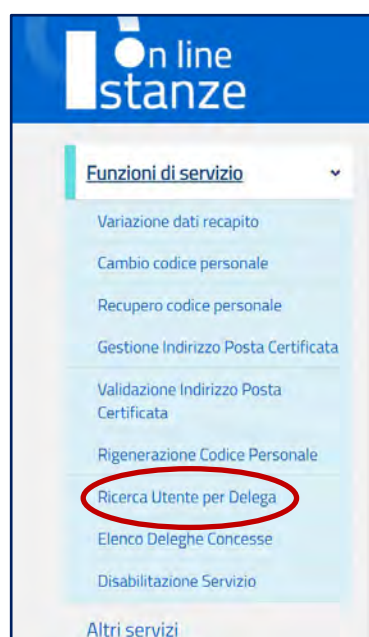 on line
istanze
Funzioni di servizio
Variazione dati recapito
Cambio codice personale
Recupero codice personale
Gestione Indirizzo Posta Certificata
Validazione Indirizzo Posta
Certificata
Rigenerazione Codice Personale
Ricerca Utente per Delega
Elenco Deleghe Concesse
Disabilitazione Servizio
Altri servizi